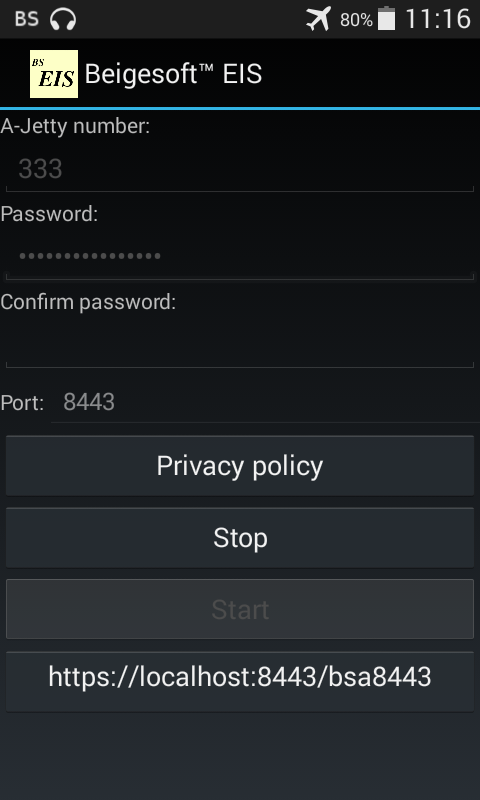 BS 80% 11:16
BS
EIS
Beigesoft™ EIS
A-Jetty number:
333
Password:
••••••••••••••••
Confirm password:
Port: 8443
Privacy policy
Stop
Start
https://localhost:8443/bsa8443